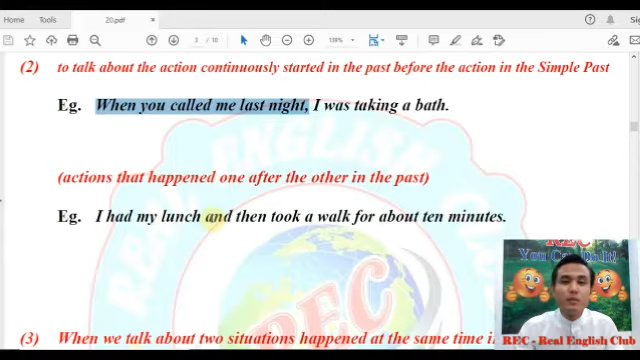 Home Tools 20.pdf ×
3 / 10 138%
(2) to talk about the action continuously started in the past before the action in the Simple Past
Eg. When you called me last night, I was taking a bath.
(actions that happened one after the other in the past)
Eg. I had my lunch and then took a walk for about ten minutes.
(3) When we talk about two situations happened at the same time
ENGLISH CLUB
REC
REC
You Can Do It!
REC - Real English Club